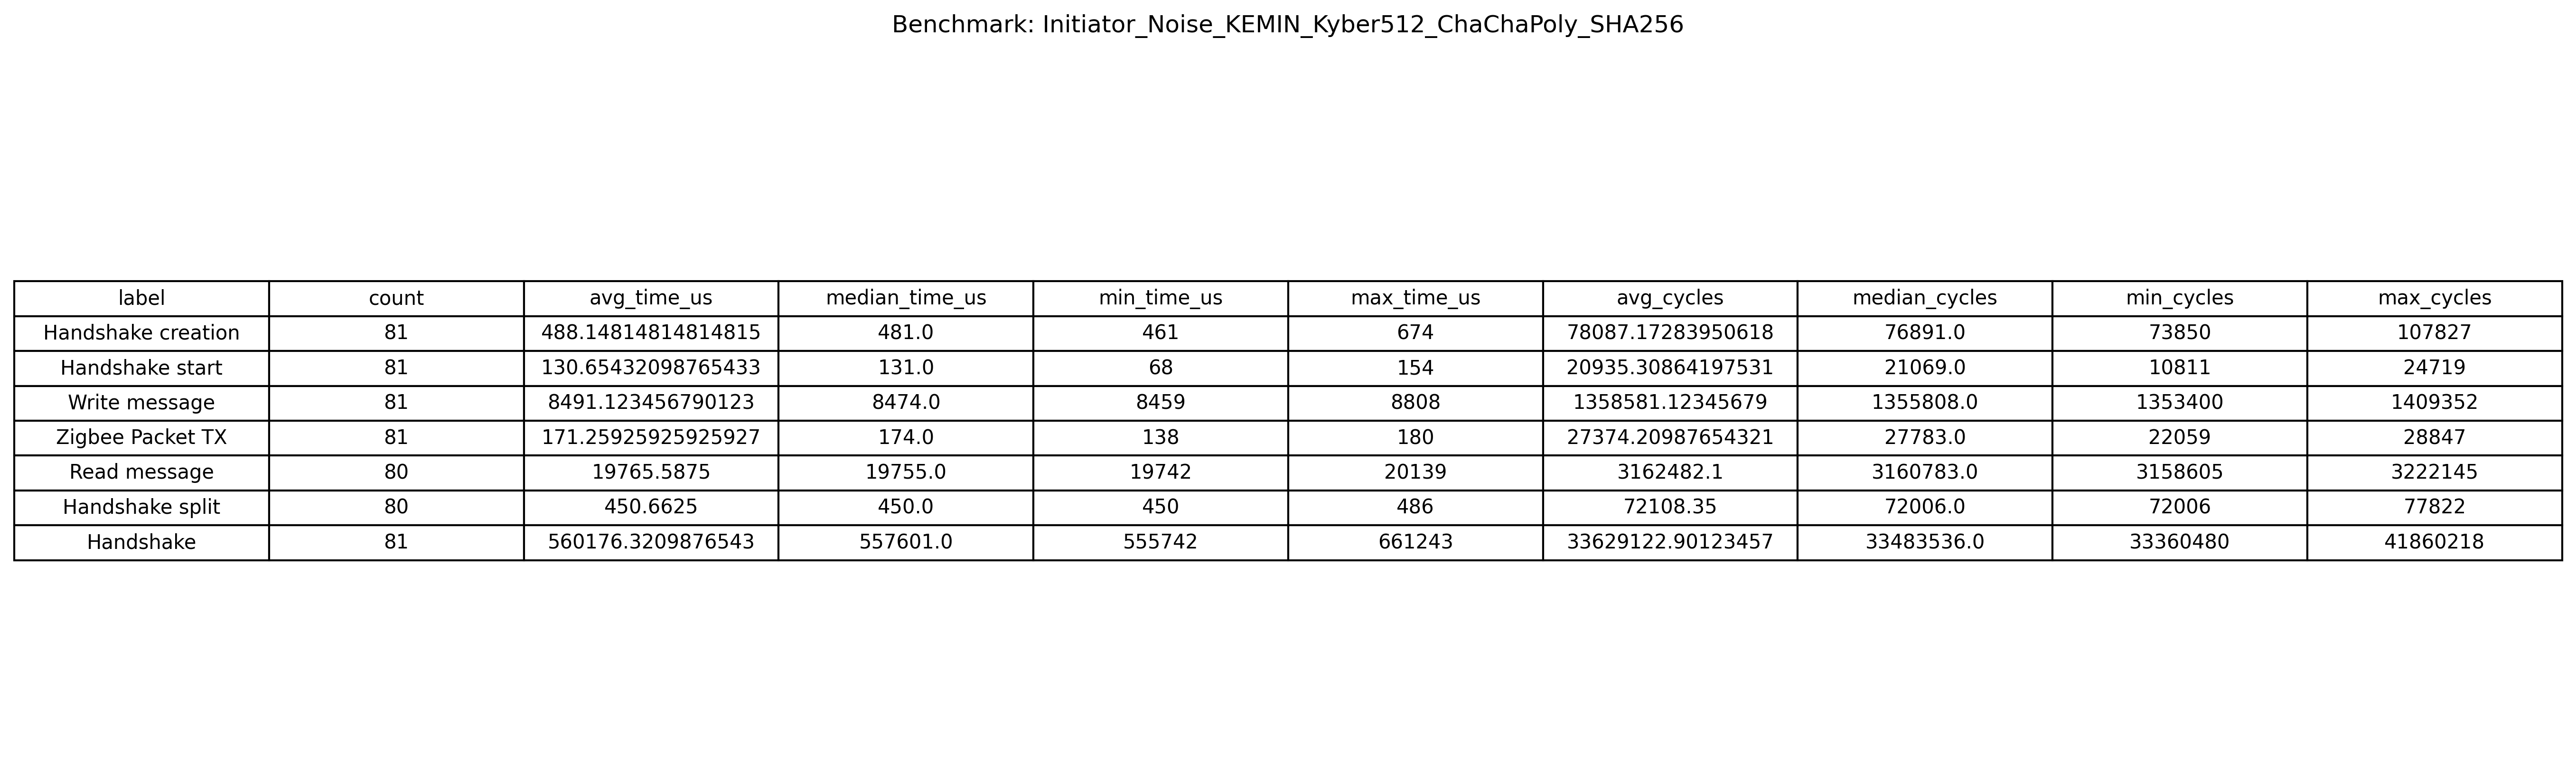 Benchmark: Initiator_Noise_KEMIN_Kyber512_ChaChaPoly_SHA256
label count avg_time_us median_time_us min_time_us max_time_us avg_cycles median_cycles min_cycles max_cycles
Handshake creation 81 488.14814814814815 481.0 461 674 78087.17283950618 76891.0 73850 107827
Handshake start 81 130.65432098765433 131.0 68 154 20935.30864197531 21069.0 10811 24719
Write message 81 8491.123456790123 8474.0 8459 8808 1358581.12345679 1355808.0 1353400 1409352
Zigbee Packet TX 81 171.25925925925927 174.0 138 180 27374.20987654321 27783.0 22059 28847
Read message 80 19765.5875 19755.0 19742 20139 3162482.1 3160783.0 3158605 3222145
Handshake split 80 450.6625 450.0 450 486 72108.35 72006.0 72006 77822
Handshake 81 560176.3209876543 557601.0 555742 661243 33629122.90123457 33483536.0 33360480 41860218